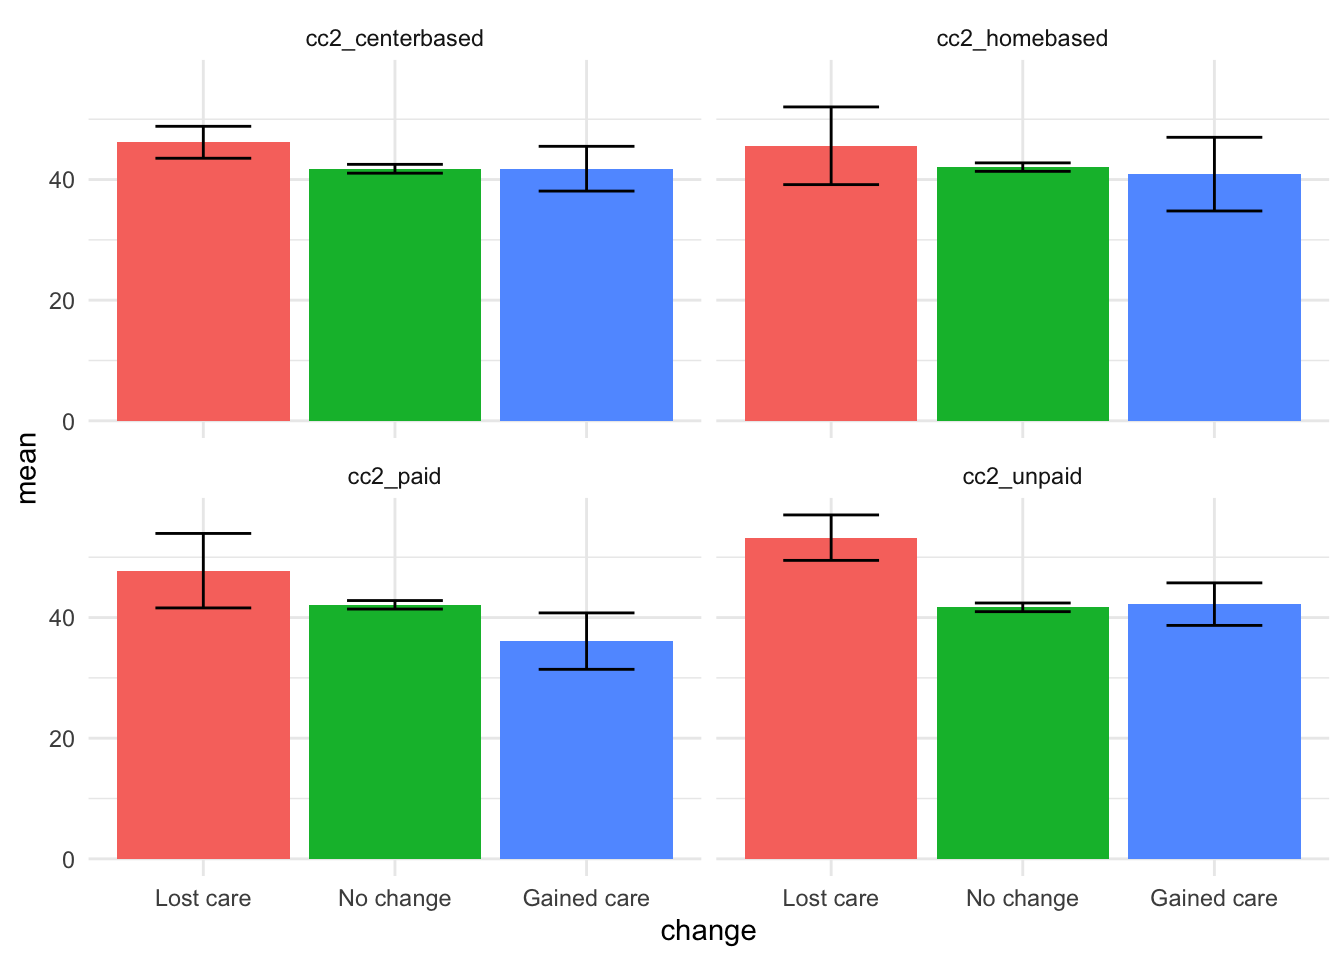 cc2_centerbased
cc2_homebased
40
20
0
mean
cc2_paid
cc2_unpaid
40
20
0
Lost care
No change
Gained care
Lost care
No change
Gained care
change